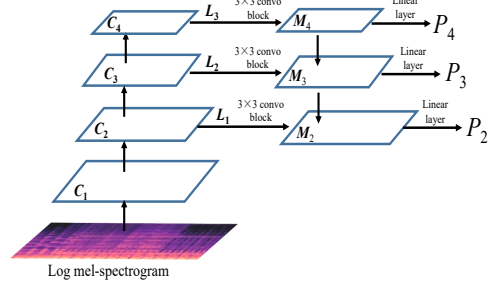 C4 L3 3×3 convo block M4 Linear layer P4
C3 L2 3×3 convo block M3 Linear layer P3
C2 L1 3×3 convo block M2 Linear layer P2
C1
Log mel-spectrogram